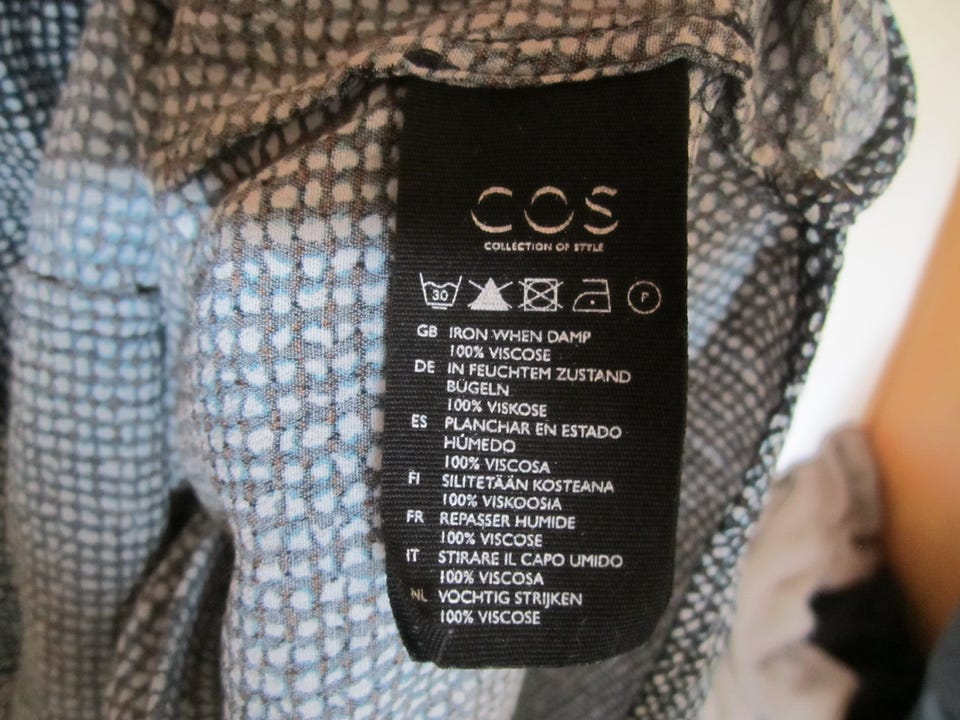 COS
COLLECTION OF STYLE
30 F
GB IRON WHEN DAMP
100% VISCOSE
DE IN FEUCHTEM ZUSTAND
BÜGELN
100% VISKOSE
ES PLANCHAR EN ESTADO
HÚMEDO
100% VISCOSA
FI SILITETÄÄN KOSTEANA
100% VISKOOSIA
FR REPASSER HUMIDE
100% VISCOSE
IT STIRARE IL CAPO UMIDO
100% VISCOSA
NL VOCHTIG STRIJKEN
100% VISCOSE